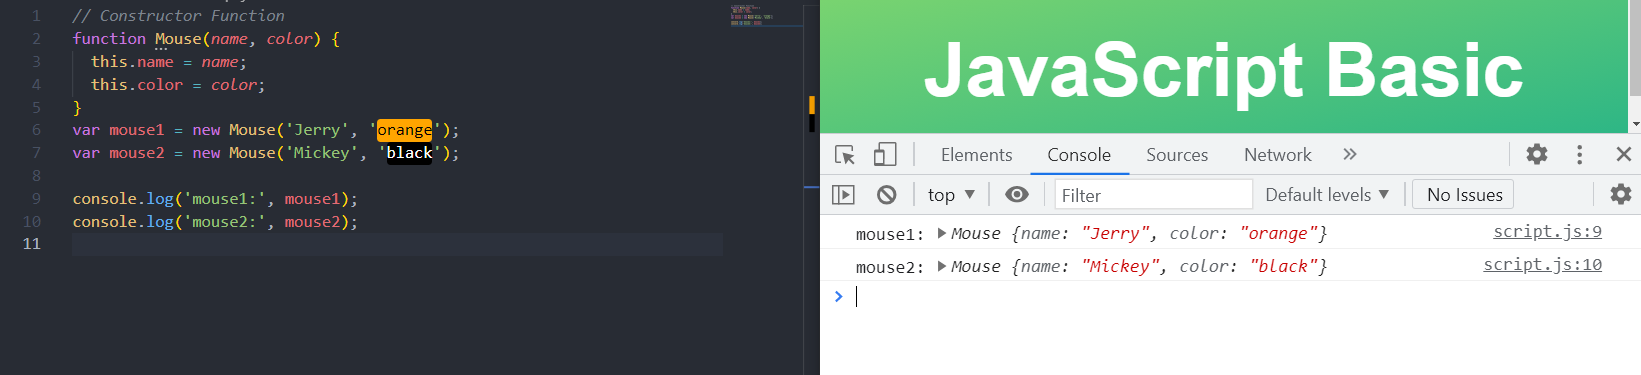 1 // Constructor Function
2 function Mouse(name, color) {
3 this.name = name;
4 this.color = color;
5 }
6 var mouse1 = new Mouse('Jerry', 'orange');
7 var mouse2 = new Mouse('Mickey', 'black');
8
9 console.log('mouse1:', mouse1);
10 console.log('mouse2:', mouse2);
11
JavaScript Basic
Elements Console Sources Network »
top ▼ Filter Default levels ▼ No Issues
mouse1: ▶ Mouse {name: "Jerry", color: "orange"} script.js:9
mouse2: ▶ Mouse {name: "Mickey", color: "black"} script.js:10
>